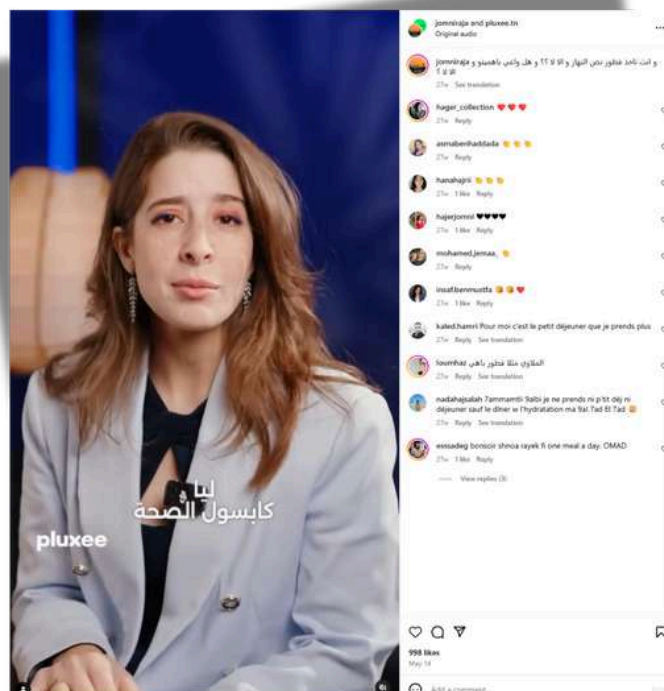 ليا
كابسول الصحة
pluxee
jomniraja and pluxee.tn
Original audio
jomniraja و انت تاخذ فطور نص النهار و الا لا ؟؟ و هل واعي باهميتو و
الا لا ؟
27w See translation
hager_collection ❤️ ❤️ ❤️
27w Reply
asmabenhaddada 👏 👏 👏
27w Reply
hanahajrii 👏 👏 👏
27w 1 like Reply
hajerjomni 🖤🖤🖤🖤
27w 1 like Reply
mohamed.jemaa_ 👏
27w Reply
insaf.benmustfa 😘 😘 ❤️
27w 1 like Reply
kaled.hamri Pour moi c'est le petit déjeuner que je prends plus
27w Reply See translation
loumhaz الملاوي مثلا فطور باهي
27w Reply See translation
nadahajsalah 7ammamtli 9albi je ne prends ni p'tit déj ni
déjeuner sauf le dîner w l'hydratation ma 9al 7ad El 7ad
27w Reply See translation
bonsoir shnoa rayek fi one meal a day: OMAD
27w 1 like Reply
View replies (3)
998 likes
May 14
Add a comment...